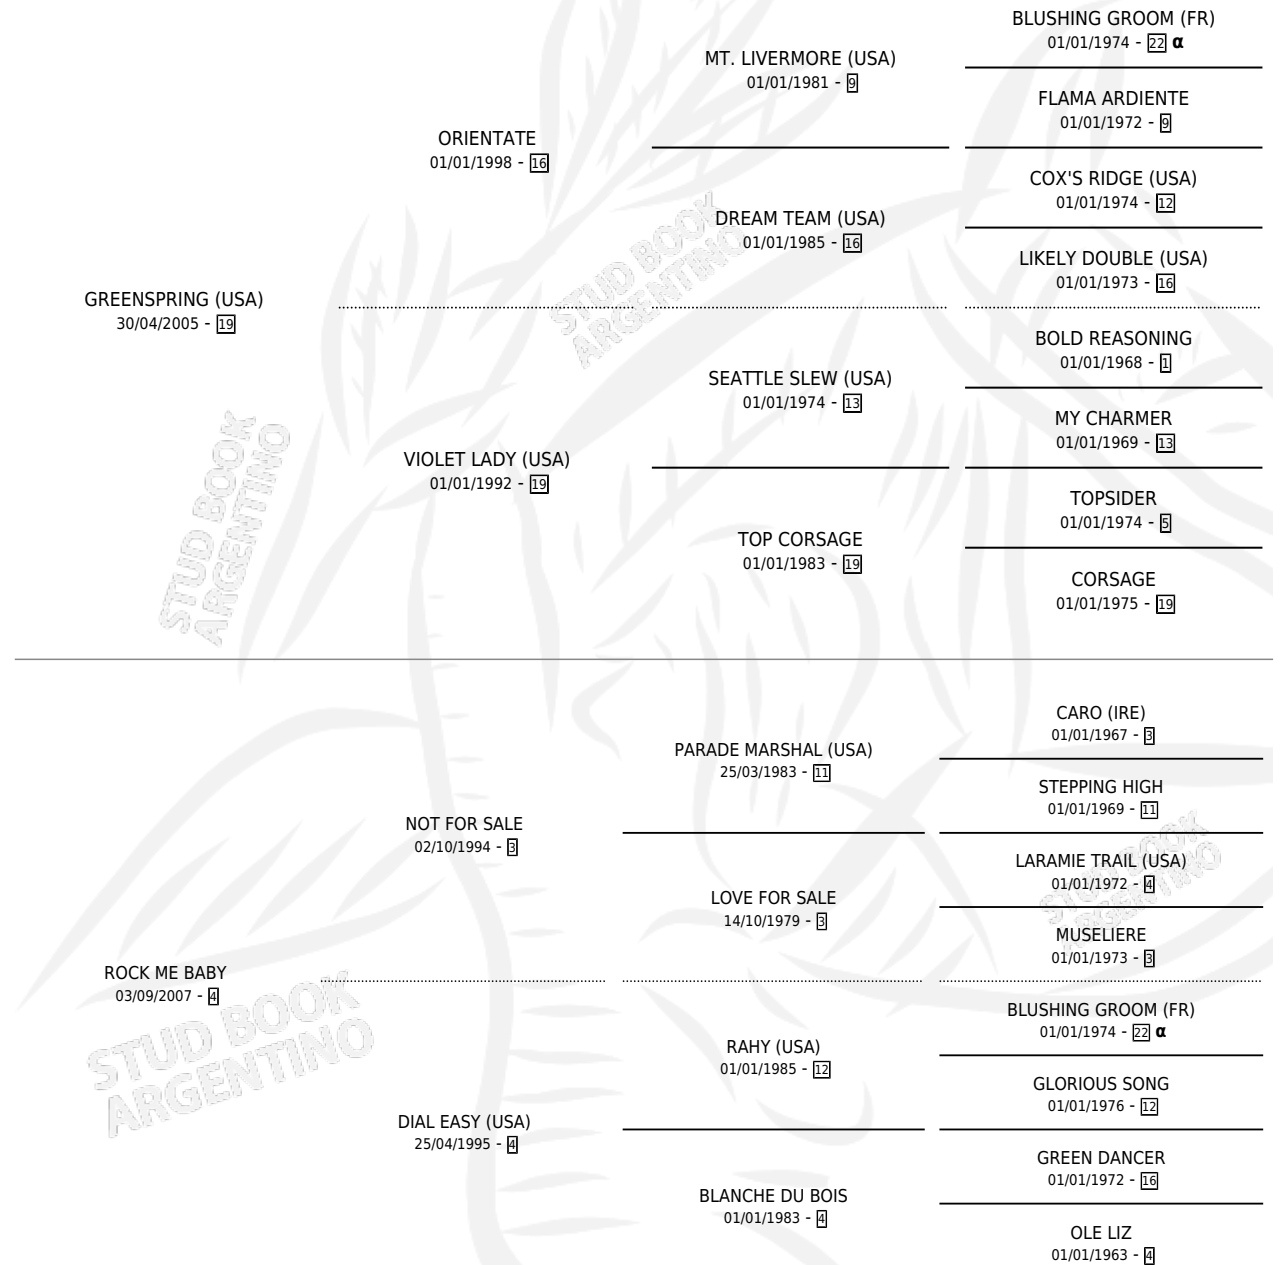 BLUSHING GROOM (FR)
01/01/1974 - 22 α
MT. LIVERMORE (USA)
01/01/1981 - 9
FLAMA ARDIENTE
01/01/1972 - 9
ORIENTATE
01/01/1998 - 16
COX'S RIDGE (USA)
01/01/1974 - 12
DREAM TEAM (USA)
01/01/1985 - 16
LIKELY DOUBLE (USA)
01/01/1973 - 16
GREENSPRING (USA)
30/04/2005 - 19
BOLD REASONING
01/01/1968 - 1
SEATTLE SLEW (USA)
01/01/1974 - 13
MY CHARMER
01/01/1969 - 13
VIOLET LADY (USA)
01/01/1992 - 19
TOPSIDER
01/01/1974 - 5
TOP CORSAGE
01/01/1983 - 19
CORSAGE
01/01/1975 - 19
CARO (IRE)
01/01/1967 - 3
PARADE MARSHAL (USA)
25/03/1983 - 11
STEPPING HIGH
01/01/1969 - 11
NOT FOR SALE
02/10/1994 - 3
LARAMIE TRAIL (USA)
01/01/1972 - 4
LOVE FOR SALE
14/10/1979 - 3
MUSELIERE
01/01/1973 - 3
ROCK ME BABY
03/09/2007 - 4
BLUSHING GROOM (FR)
01/01/1974 - 22 α
RAHY (USA)
01/01/1985 - 12
GLORIOUS SONG
01/01/1976 - 12
DIAL EASY (USA)
25/04/1995 - 4
GREEN DANCER
01/01/1972 - 16
BLANCHE DU BOIS
01/01/1983 - 4
OLE LIZ
01/01/1963 - 4
STUD BOOK
ARGENTINO
STUD BOOK
ARGENTINO
STUD BOOK
ARGENTINO
STUD BOOK
ARGENTINO